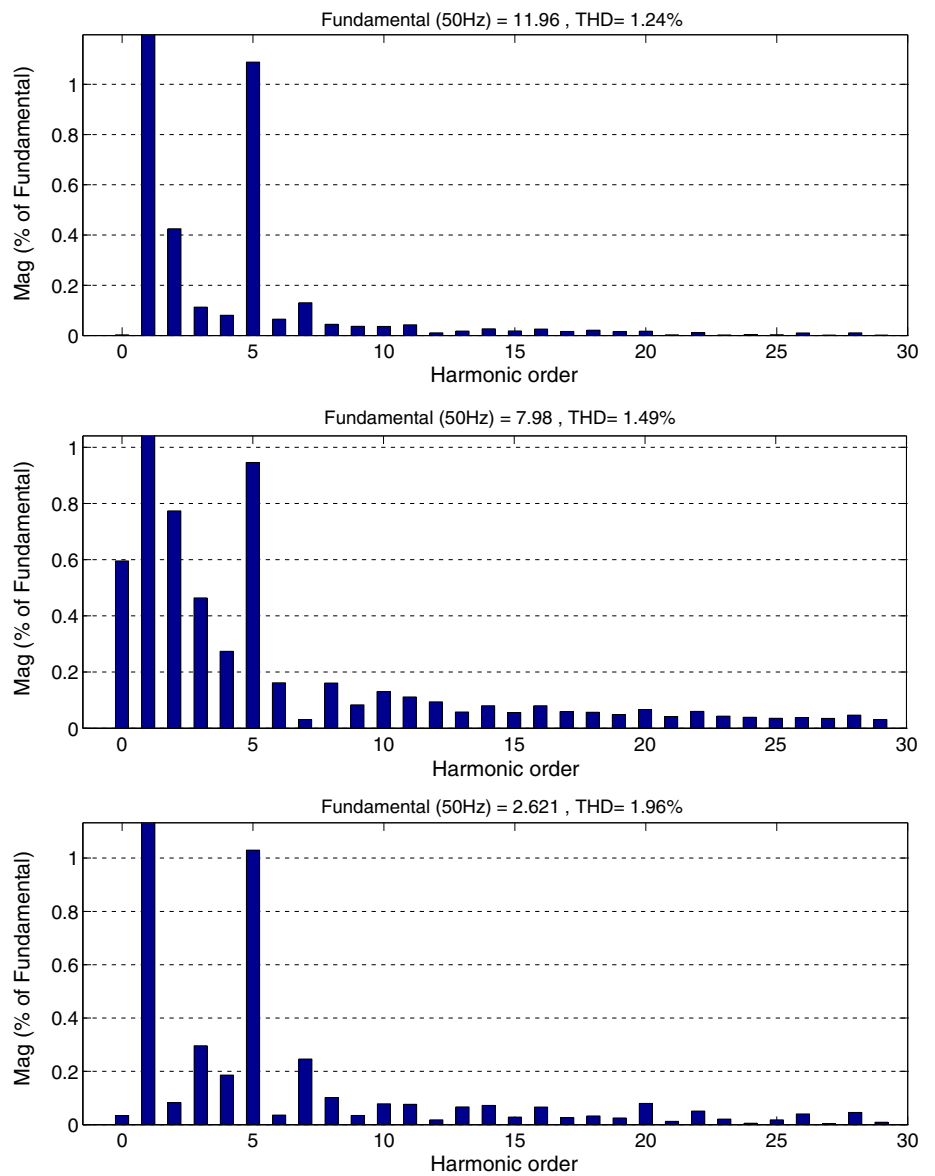 Fundamental (50Hz) = 11.96 , THD= 1.24%
Mag (% of Fundamental)
1
0.8
0.6
0.4
0.2
0
0 5 10 15 20 25 30
Harmonic order
Fundamental (50Hz) = 7.98 , THD= 1.49%
Mag (% of Fundamental)
1
0.8
0.6
0.4
0.2
0
0 5 10 15 20 25 30
Harmonic order
Fundamental (50Hz) = 2.621 , THD= 1.96%
Mag (% of Fundamental)
1
0.8
0.6
0.4
0.2
0
0 5 10 15 20 25 30
Harmonic order